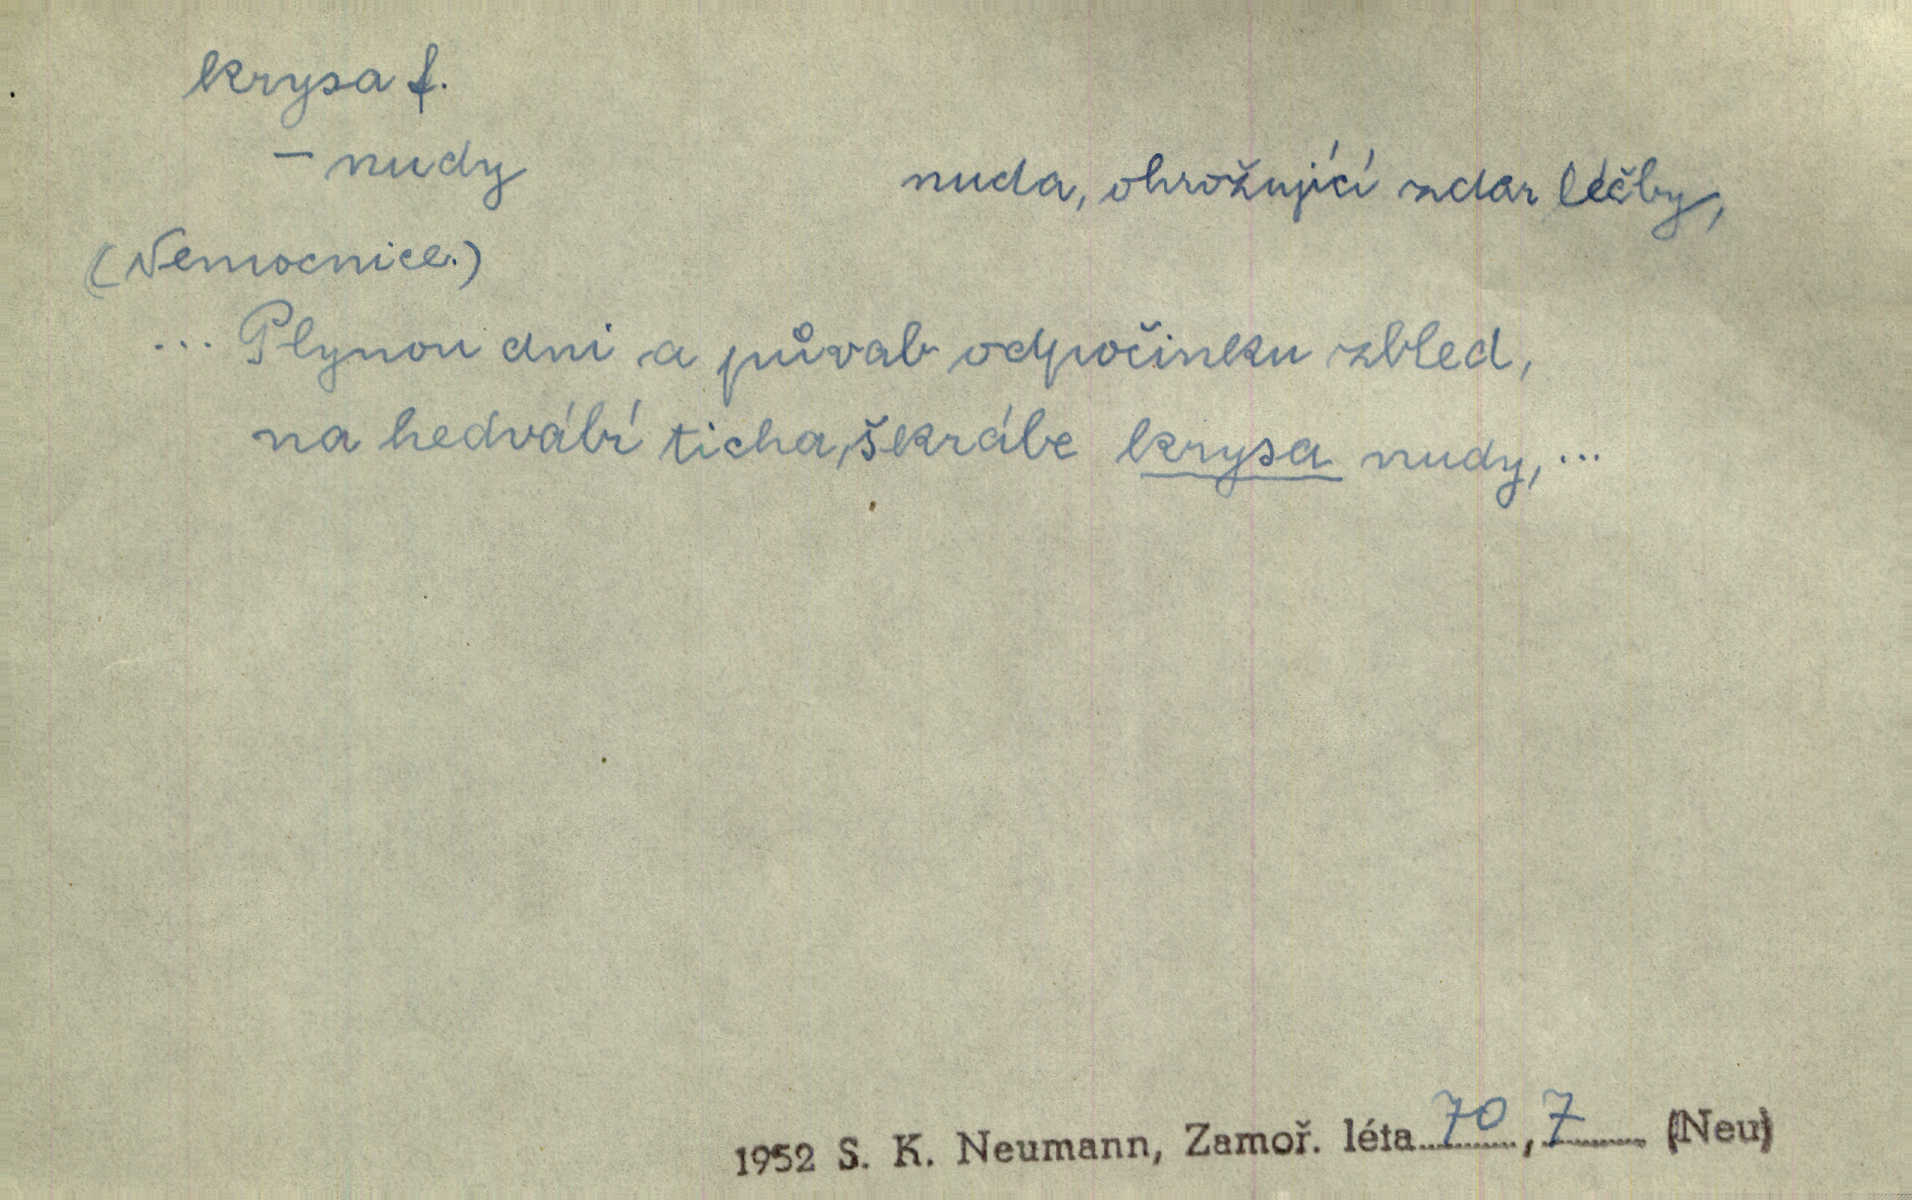 krysa f.
– nudy
nuda, ohrožující zdar léčby,
(Nemocnice.)
... Plynou dni a půvab odpočinku zbled,
na hedvábí ticha, škrábe krysa nudy, ...
1952 S. K. Neumann, Zamoř. léta 70, 7 (Neu)